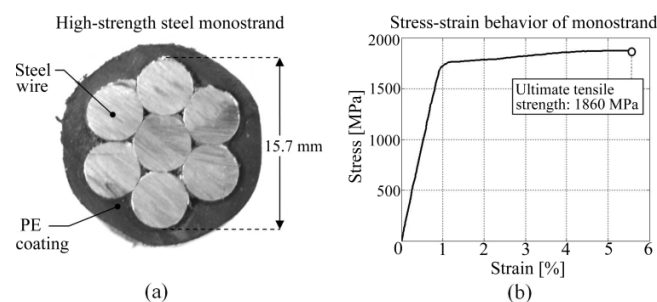 High-strength steel monostrand
Steel
wire
15.7 mm
PE
coating
(a)
Stress-strain behavior of monostrand
2000
1500
1000
500
0
Stress [MPa]
Ultimate tensile
strength: 1860 MPa
0 1 2 3 4 5 6
Strain [%]
(b)